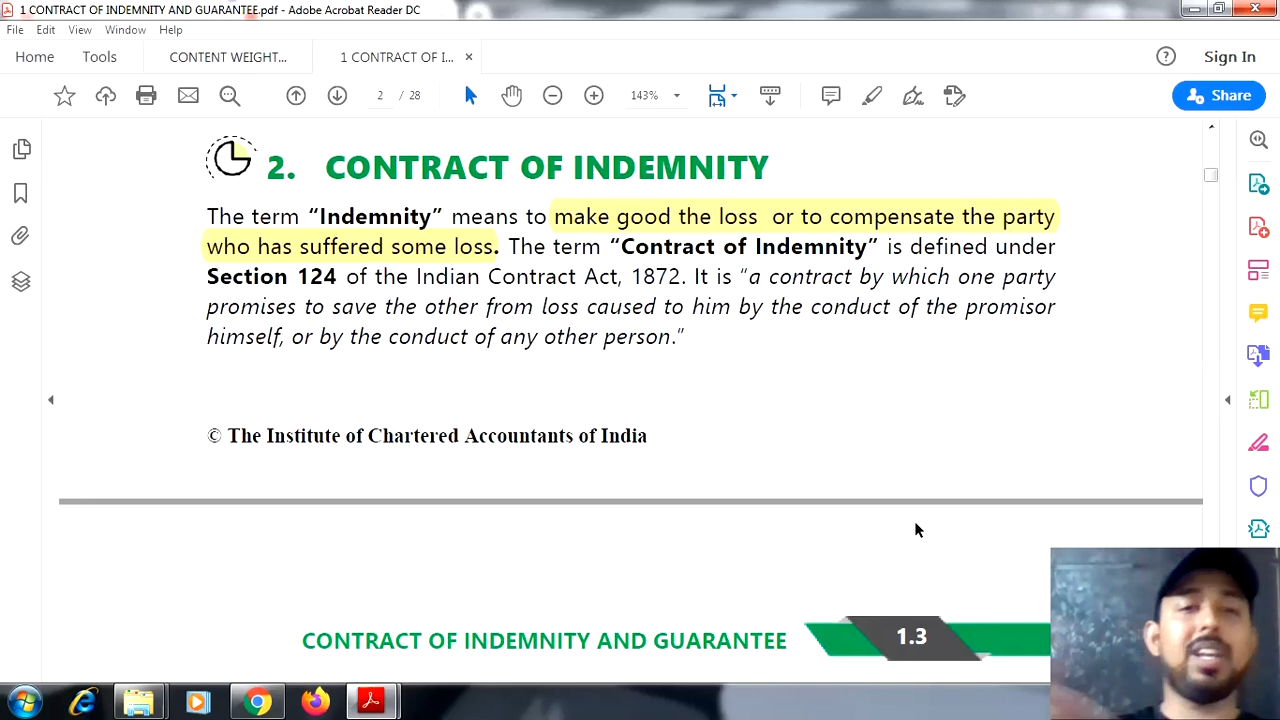 1 CONTRACT OF INDEMNITY AND GUARANTEE.pdf - Adobe Acrobat Reader DC
File Edit View Window Help
Home Tools CONTENT WEIGHT... 1 CONTRACT OF I... × Sign In
2 / 28 143% Share
2. CONTRACT OF INDEMNITY
The term “Indemnity” means to make good the loss or to compensate the party
who has suffered some loss. The term “Contract of Indemnity” is defined under
Section 124 of the Indian Contract Act, 1872. It is “a contract by which one party
promises to save the other from loss caused to him by the conduct of the promisor
himself, or by the conduct of any other person.”
© The Institute of Chartered Accountants of India
CONTRACT OF INDEMNITY AND GUARANTEE 1.3